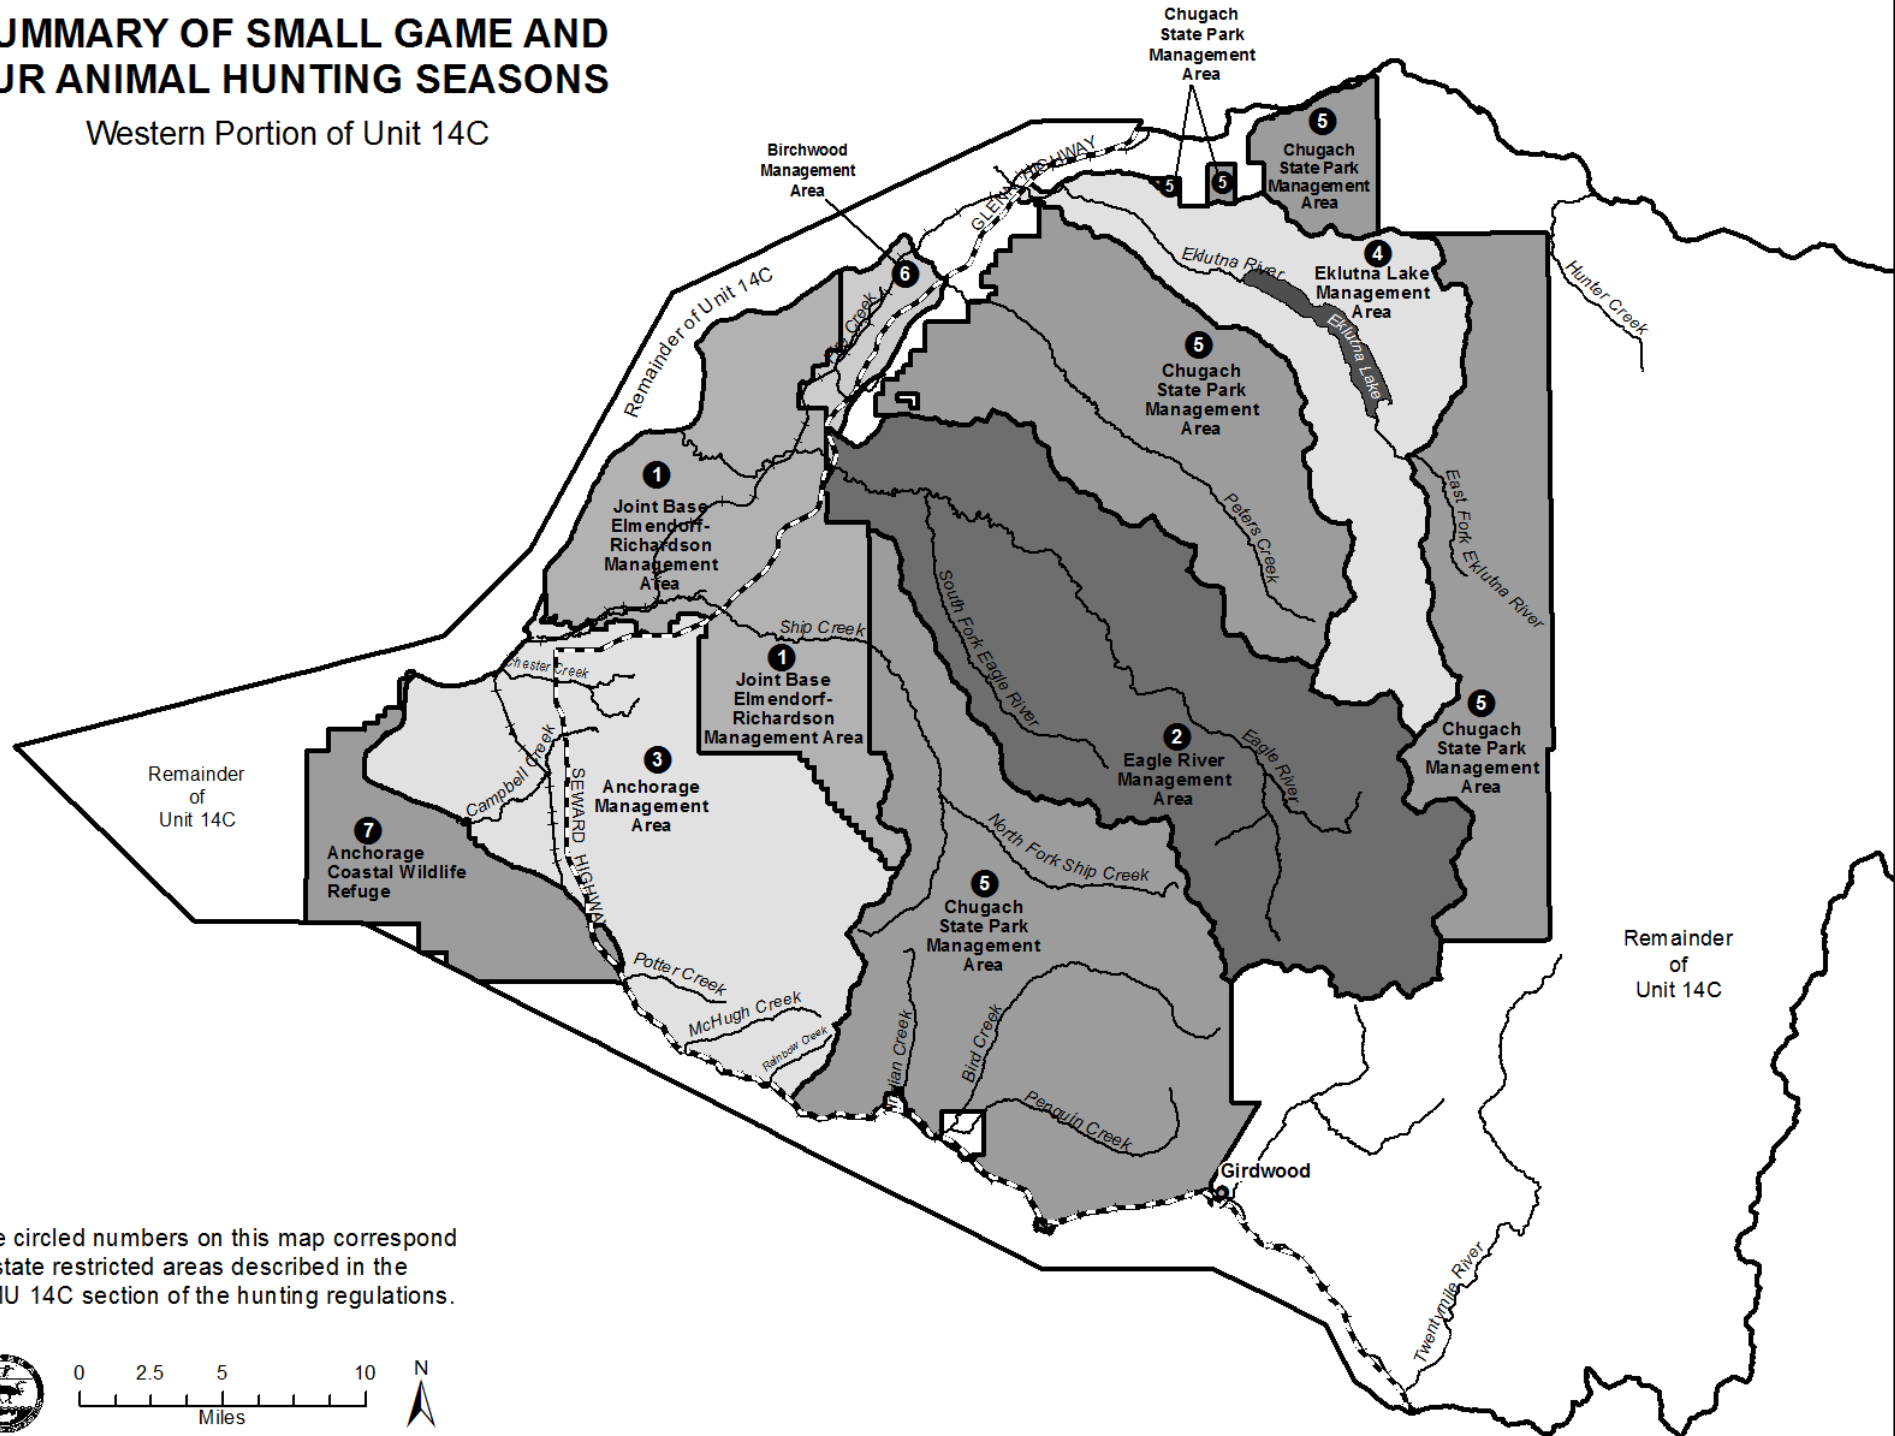 UMMARY OF SMALL GAME AND
UR ANIMAL HUNTING SEASONS
Western Portion of Unit 14C
Chugach
State Park
Management
Area
5
Chugach
State Park
Management
Area
5
5
Birchwood
Management
Area
6
GLENN HIGHWAY
Remainder of Unit 14C
Creek
Eklutna River
4
Eklutna Lake
Management
Area
Eklutna Lake
Hunter Creek
5
Chugach
State Park
Management
Area
Peters Creek
East Fork Eklutna River
1
Joint Base
Elmendorf-
Richardson
Management
Area
Ship Creek
1
Joint Base
Elmendorf-
Richardson
Management Area
South Fork Eagle River
2
Eagle River
Management
Area
Eagle River
5
Chugach
State Park
Management
Area
Chester Creek
Campbell Creek
SEWARD HIGHWAY
3
Anchorage
Management
Area
Remainder
of
Unit 14C
7
Anchorage
Coastal Wildlife
Refuge
North Fork Ship Creek
5
Chugach
State Park
Management
Area
Potter Creek
McHugh Creek
Rainbow Creek
dian Creek
Bird Creek
Penguin Creek
Remainder
of
Unit 14C
Girdwood
Twentymile River
e circled numbers on this map correspond
state restricted areas described in the
MU 14C section of the hunting regulations.
0 2.5 5 10
Miles
N